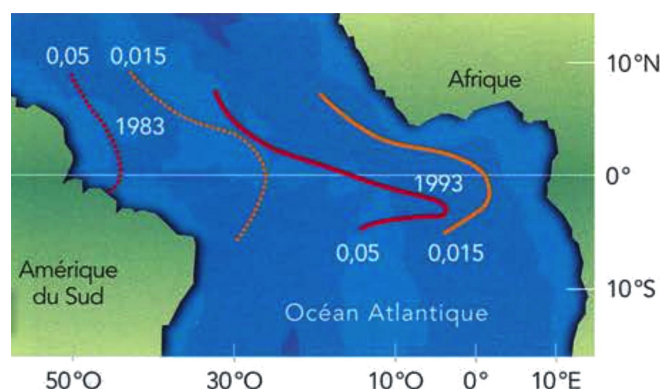 0,05 0,015
10°N
Afrique
1983
0°
1993
0,05 0,015
Amérique
du Sud
10°S
Océan Atlantique
50°O 30°O 10°O 0° 10°E